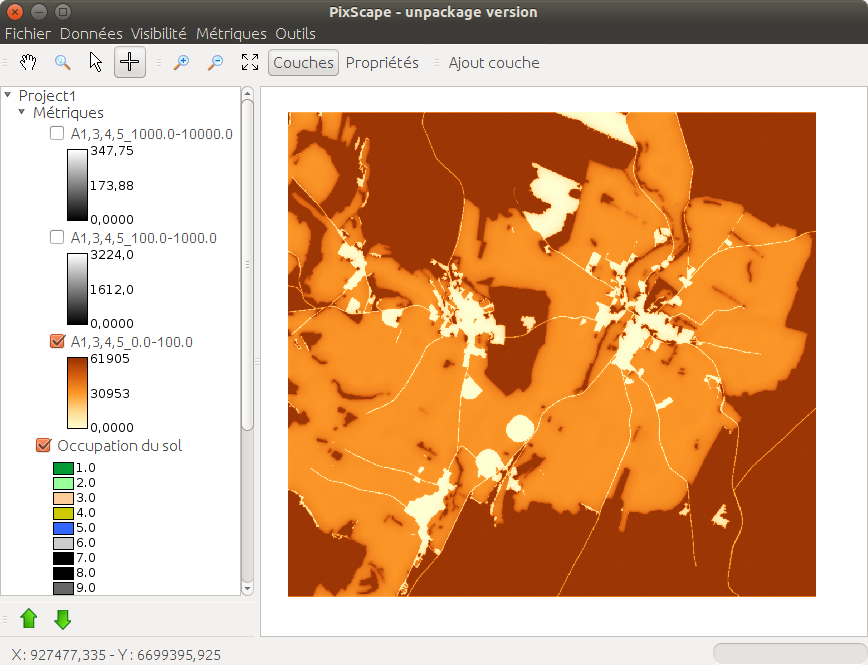 PixScape - unpackage version
Fichier Données Visibilité Métriques Outils
Couches Propriétés Ajout couche
Project1
Métriques
A1,3,4,5_1000.0-10000.0
347,75
173,88
0,0000
A1,3,4,5_100.0-1000.0
3224,0
1612,0
0,0000
A1,3,4,5_0.0-100.0
61905
30953
0,0000
Occupation du sol
1.0
2.0
3.0
4.0
5.0
6.0
7.0
8.0
9.0
X : 927477,335 - Y : 6699395,925